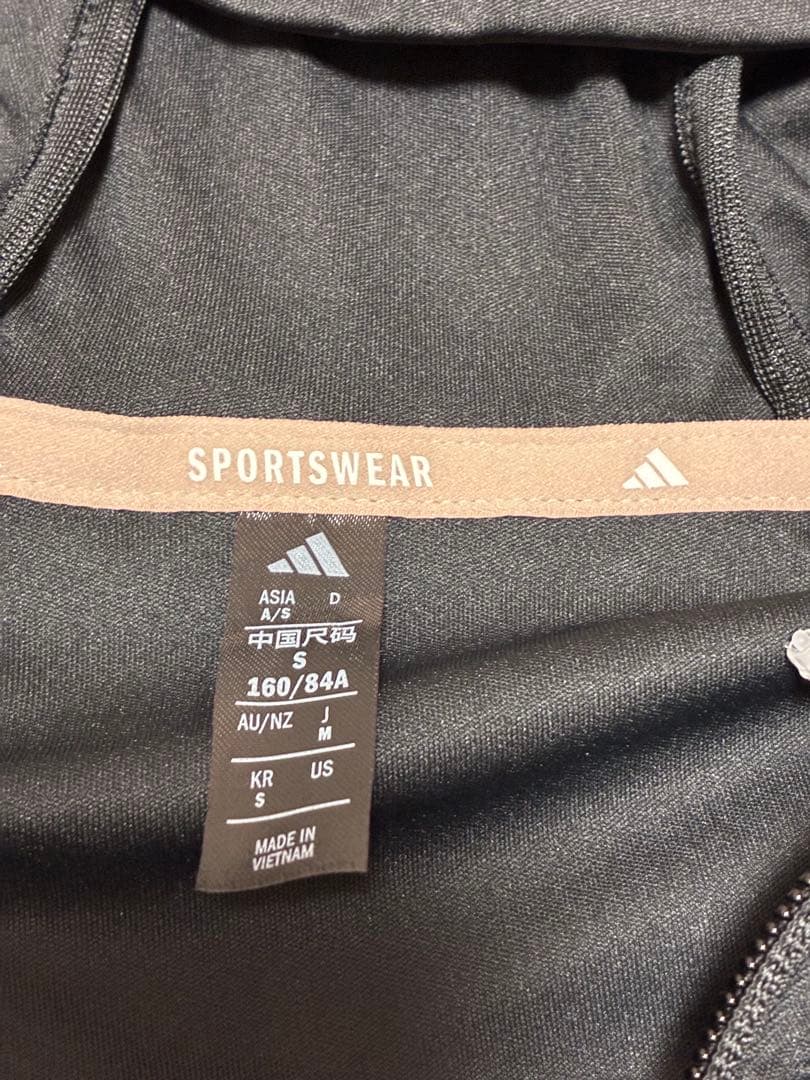 SPORTSWEAR
ASIA D
A/S
中国尺码
S
160/84A
AU/NZ J
M
KR US
S
MADE IN
VIETNAM